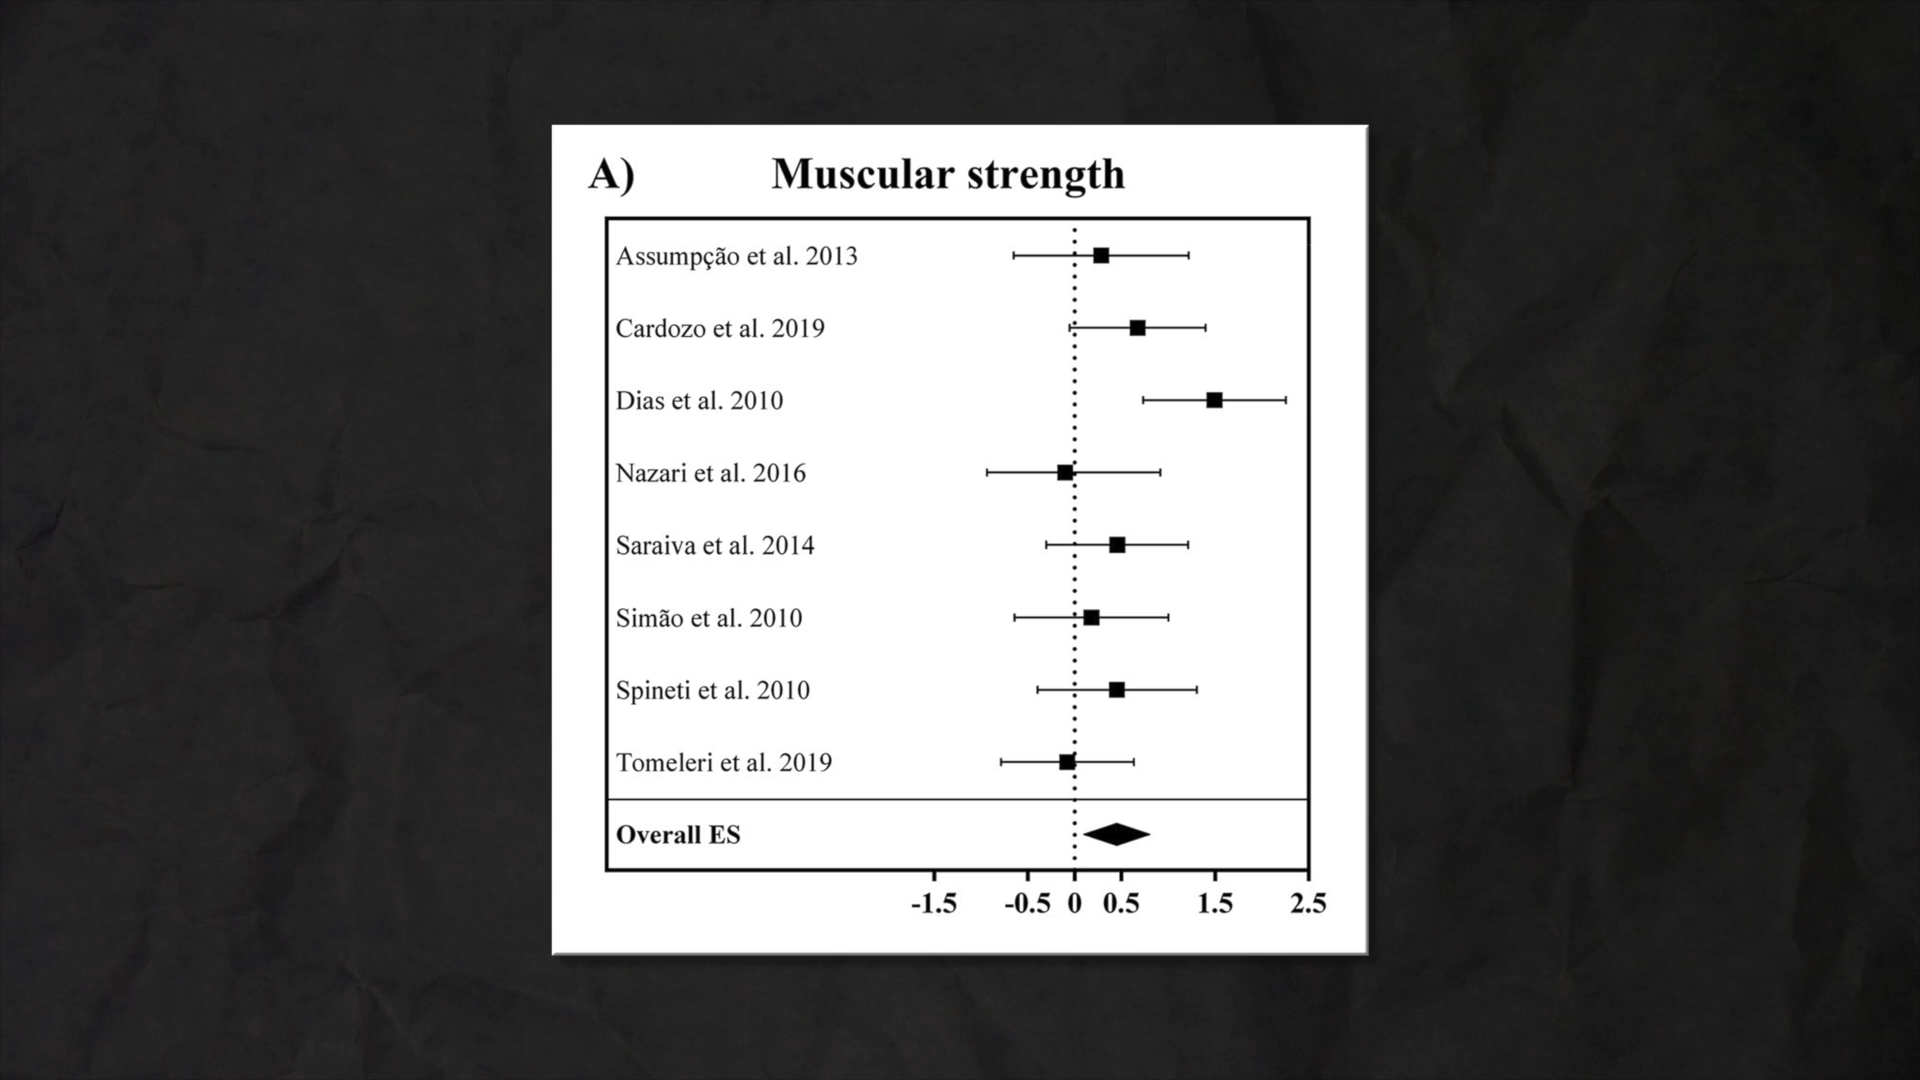 A) Muscular strength
Assumpção et al. 2013
Cardozo et al. 2019
Dias et al. 2010
Nazari et al. 2016
Saraiva et al. 2014
Simão et al. 2010
Spineti et al. 2010
Tomeleri et al. 2019
Overall ES
-1.5 -0.5 0 0.5 1.5 2.5